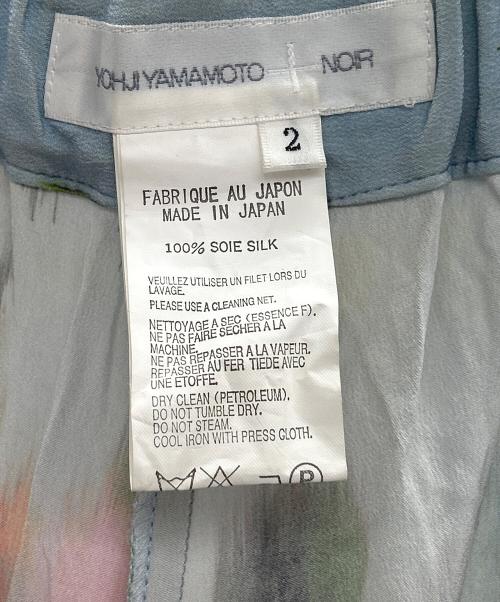 YOHJI YAMAMOTO NOIR
2
FABRIQUE AU JAPON
MADE IN JAPAN
100% SOIE SILK
VEUILLEZ UTILISER UN FILET LORS DU
LAVAGE.
PLEASE USE A CLEANING NET.
NETTOYAGE A SEC (ESSENCE F).
NE PAS FAIRE SECHER A LA
MACHINE.
NE PAS REPASSER A LA VAPEUR.
REPASSER AU FER TIEDE AVEC
UNE ETOFFE.
DRY CLEAN (PETROLEUM).
DO NOT TUMBLE DRY.
DO NOT STEAM.
COOL IRON WITH PRESS CLOTH.
P